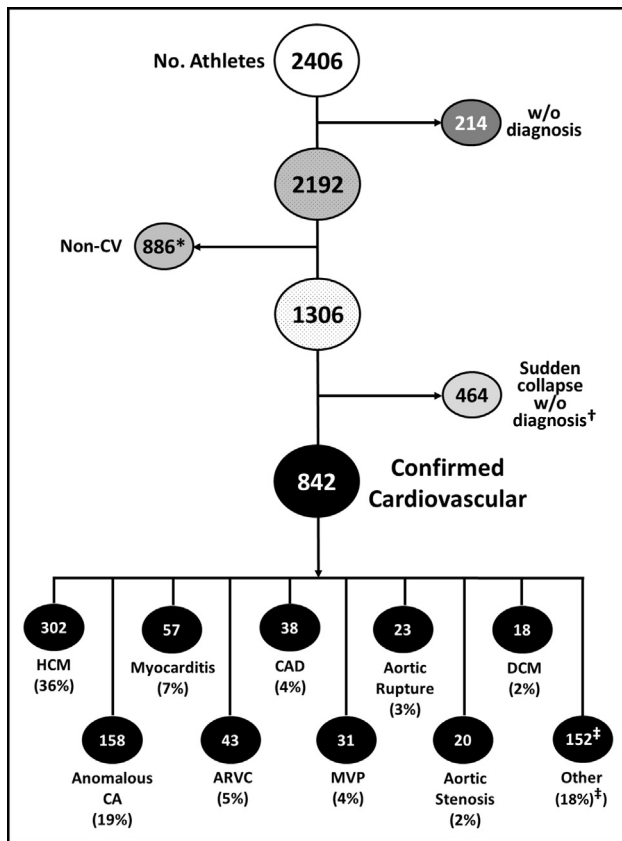 No. Athletes
2406
214
w/o
diagnosis
2192
Non-CV
886*
1306
464
Sudden
collapse
w/o
diagnosis†
842
Confirmed
Cardiovascular
302
HCM
(36%)
57
Myocarditis
(7%)
38
CAD
(4%)
23
Aortic
Rupture
(3%)
18
DCM
(2%)
158
Anomalous
CA
(19%)
43
ARVC
(5%)
31
MVP
(4%)
20
Aortic
Stenosis
(2%)
152‡
Other
(18%)‡)